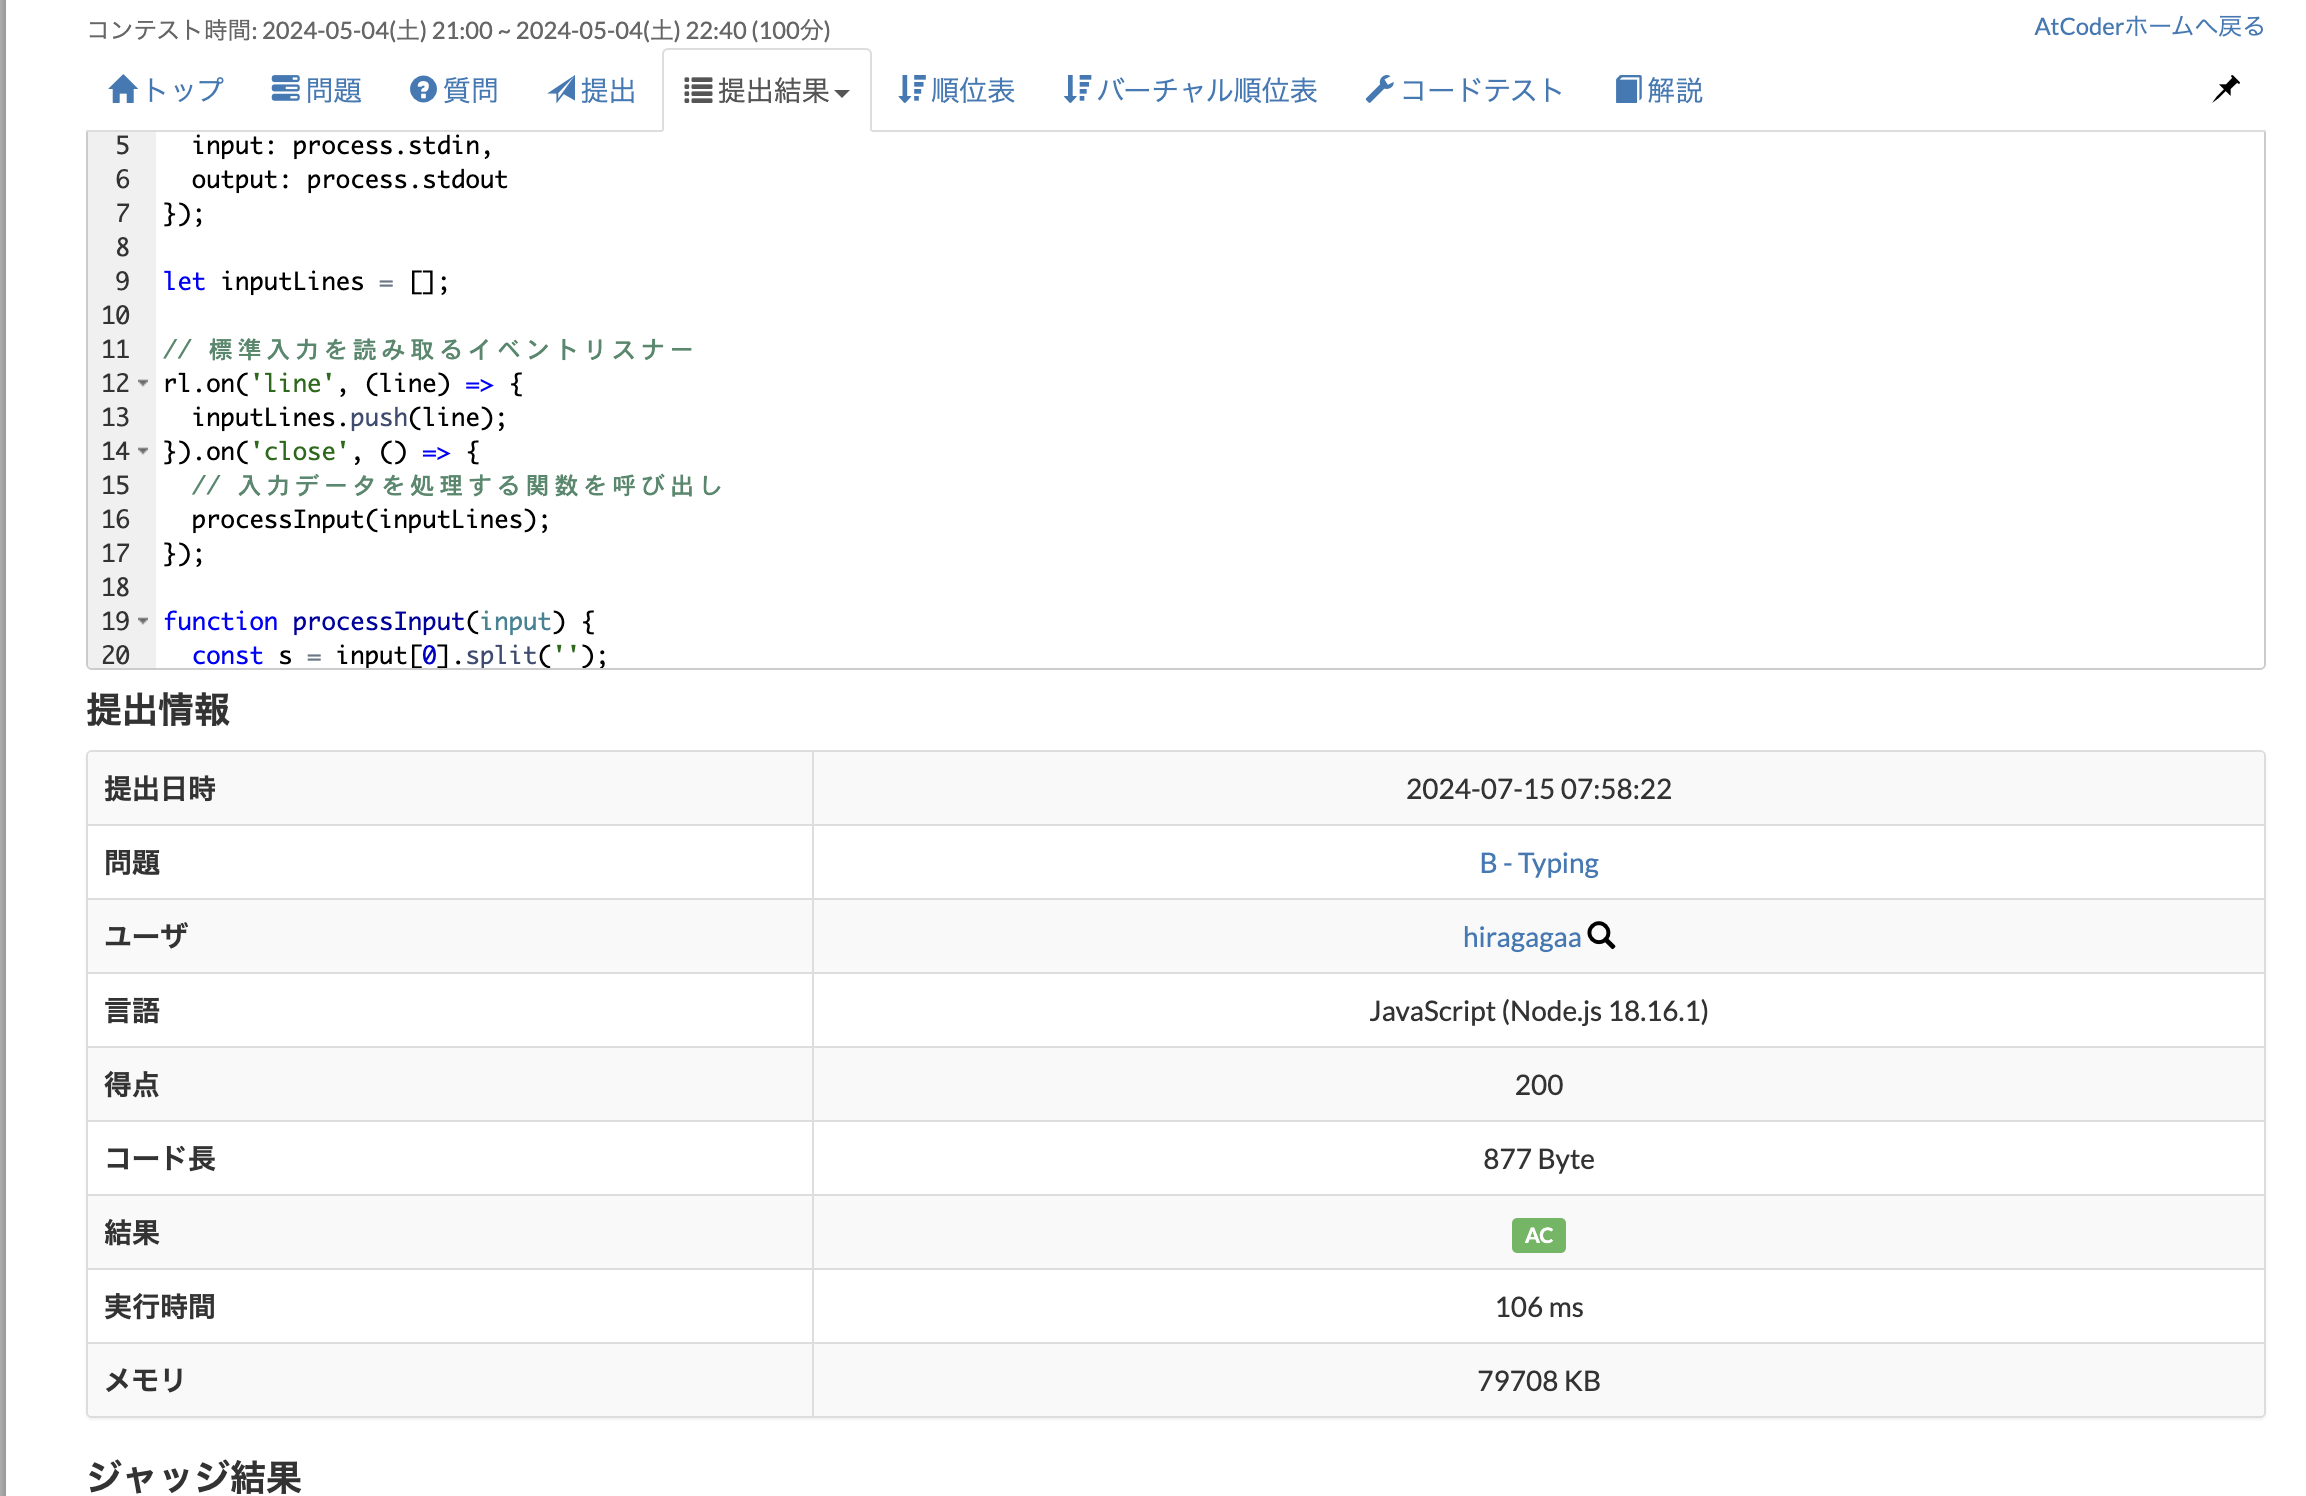 コンテスト時間: 2024-05-04(土) 21:00 ~ 2024-05-04(土) 22:40 (100分)
AtCoderホームへ戻る
トップ 問題 質問 提出 提出結果 順位表 バーチャル順位表 コードテスト 解説
5 input: process.stdin,
6 output: process.stdout
7 });
8
9 let inputLines = [];
10
11 // 標準入力を読み取るイベントリスナー
12 rl.on('line', (line) => {
13 inputLines.push(line);
14 }).on('close', () => {
15 // 入力データを処理する関数を呼び出し
16 processInput(inputLines);
17 });
18
19 function processInput(input) {
20 const s = input[0].split('');
提出情報
提出日時 2024-07-15 07:58:22
問題 B - Typing
ユーザ hiragagaa
言語 JavaScript (Node.js 18.16.1)
得点 200
コード長 877 Byte
結果 AC
実行時間 106 ms
メモリ 79708 KB
ジャッジ結果